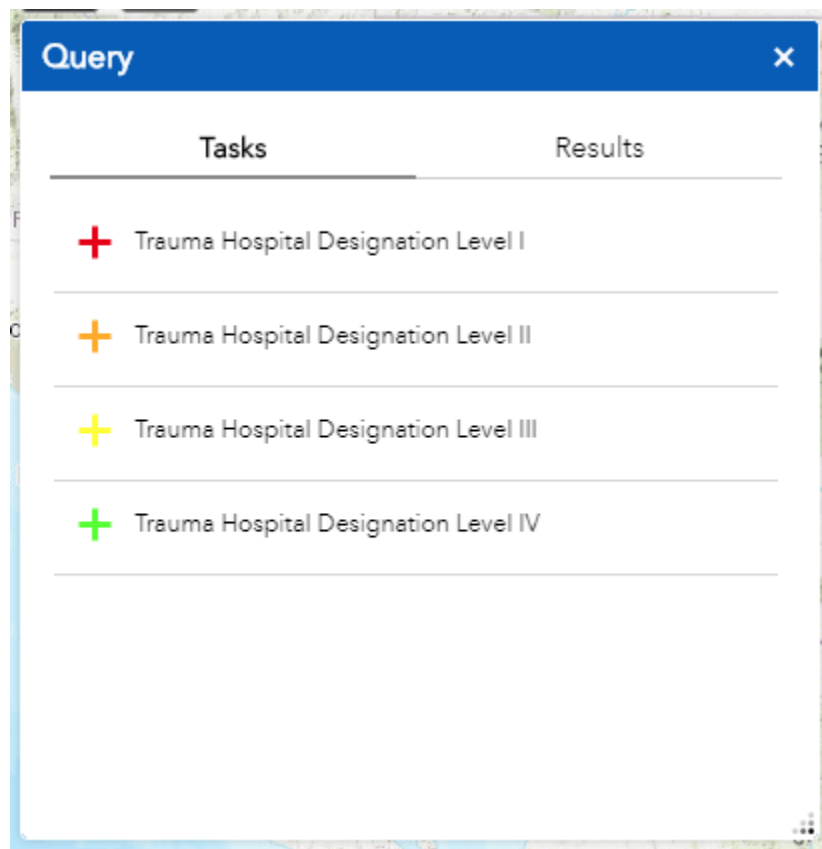 Query
Tasks
Results
Trauma Hospital Designation Level I
Trauma Hospital Designation Level II
Trauma Hospital Designation Level III
Trauma Hospital Designation Level IV